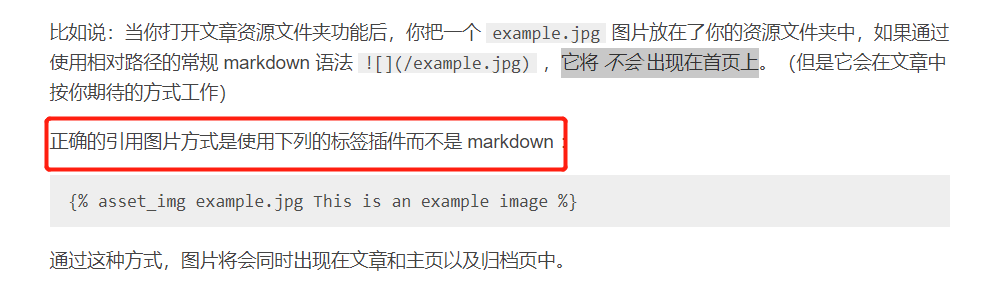 比如说：当你打开文章资源文件夹功能后，你把一个 example.jpg 图片放在了你的资源文件夹中，如果通过
使用相对路径的常规 markdown 语法 ![](/example.jpg) ，它将 不会 出现在首页上。（但是它会在文章中
按你期待的方式工作）
正确的引用图片方式是使用下列的标签插件而不是 markdown ：
{% asset_img example.jpg This is an example image %}
通过这种方式，图片将会同时出现在文章和主页以及归档页中。